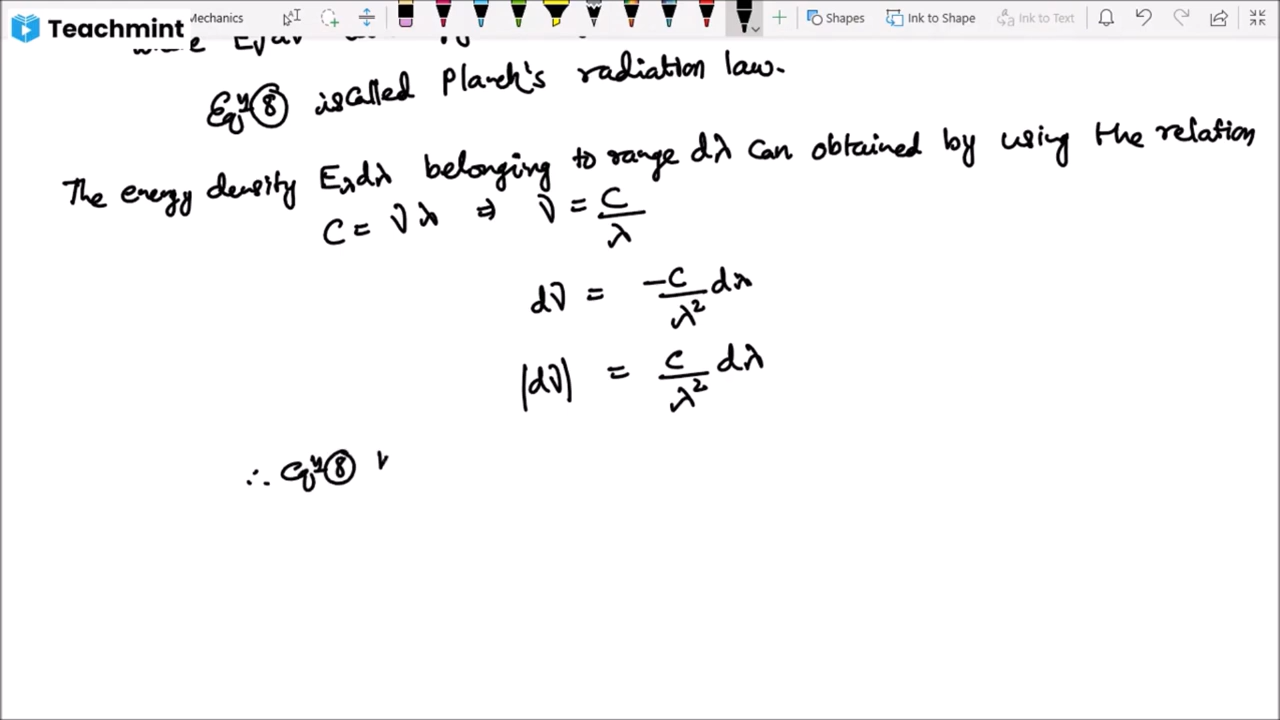 Teachmint
Mechanics
Shapes
Ink to Shape
Ink to Text
Eqⁿ ⑧ is called Planck's radiation law.
The energy density E_λdλ belonging to range dλ can obtained by using the relation
C = νλ ⇒ ν = C/λ
dν = -C/λ² dλ
|dν| = C/λ² dλ
∴ Eqⁿ ⑧